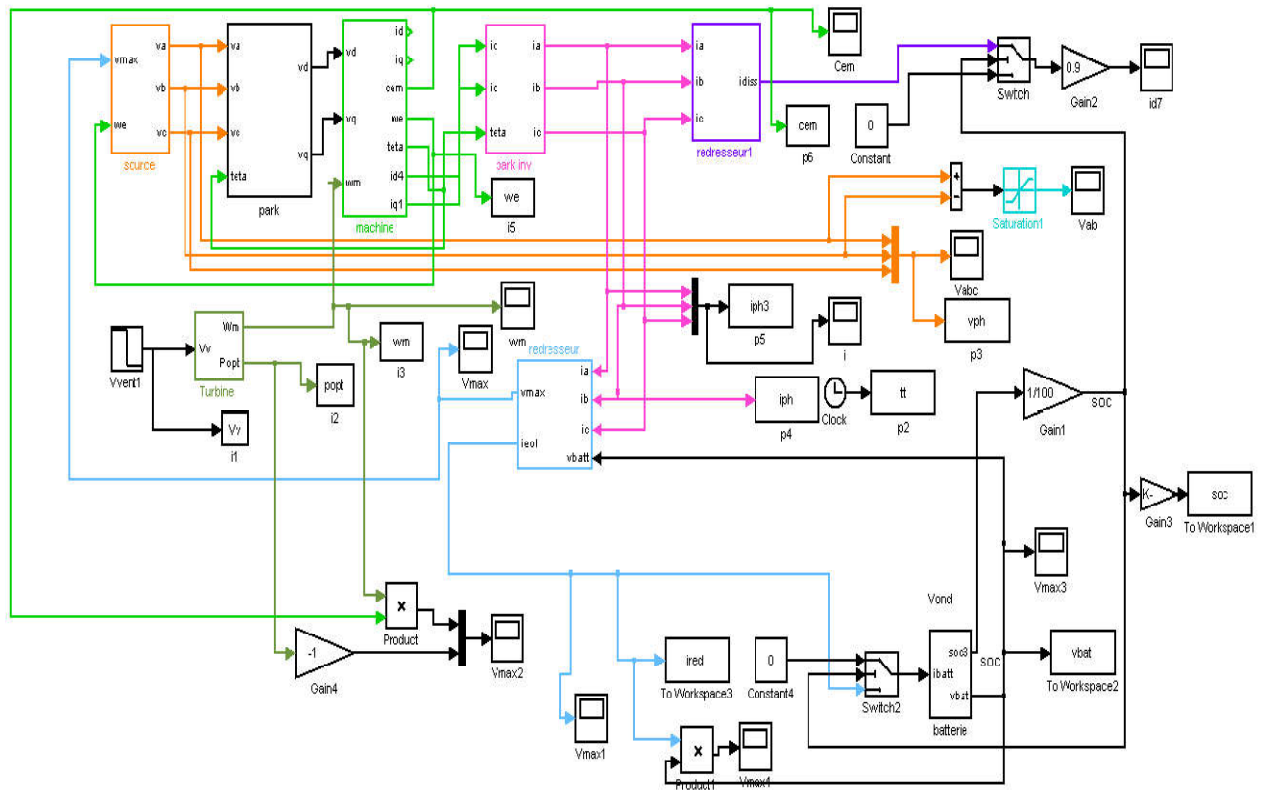 vmax
we
va
vb
vc
source
va
vb
vc
teta
vd
vq
park
vd
vq
wm
id
iq
cem
we
teta
id4
iq1
machine
ic
ic
teta
ia
ib
ic
park inv
ia
ib
ic
idiss
redresseur1
Cem
cem
p6
0
Constant
Switch
0.9
Gain2
id7
we
i5
+
−
Saturation1
Vab
Vabc
vph
p3
Vvent1
Vv
Wm
Popt
Turbine
Vv
i1
popt
i2
wm
i3
wm
Vmax
redresseur
vmax
ieol
ia
ib
ic
vbatt
iph3
p5
i
iph
p4
Clock
tt
p2
1/100
Gain1
soc
K-
Gain3
soc
To Workspace1
Vmax3
x
Product
-1
Gain4
Vmax2
Vmax1
ired
To Workspace3
0
Constant4
Switch2
Vond
soc3
ibatt
vbat
batterie
soc
vbat
To Workspace2
x
Product1
Vmax4